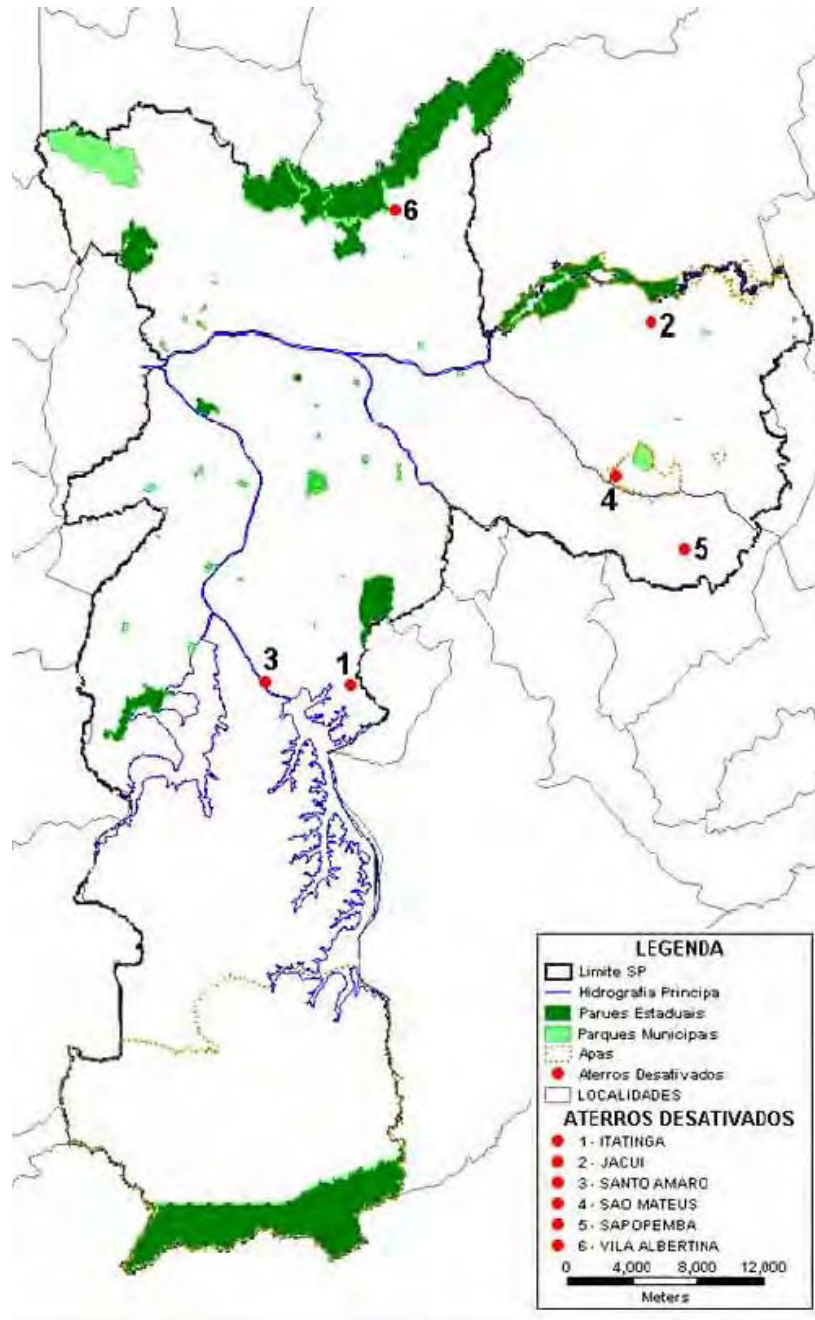 6
2
4
5
3
1
LEGENDA
Limite SP
Hidrografia Principa
Parues Estaduais
Parques Municipais
Apas
Aterros Desativados
LOCALIDADES
ATERROS DESATIVADOS
1 - ITATINGA
2 - JACUI
3 - SANTO AMARO
4 - SAO MATEUS
5 - SAPOPEMBA
6 - VILA ALBERTINA
0 4,000 8,000 12,000
Meters